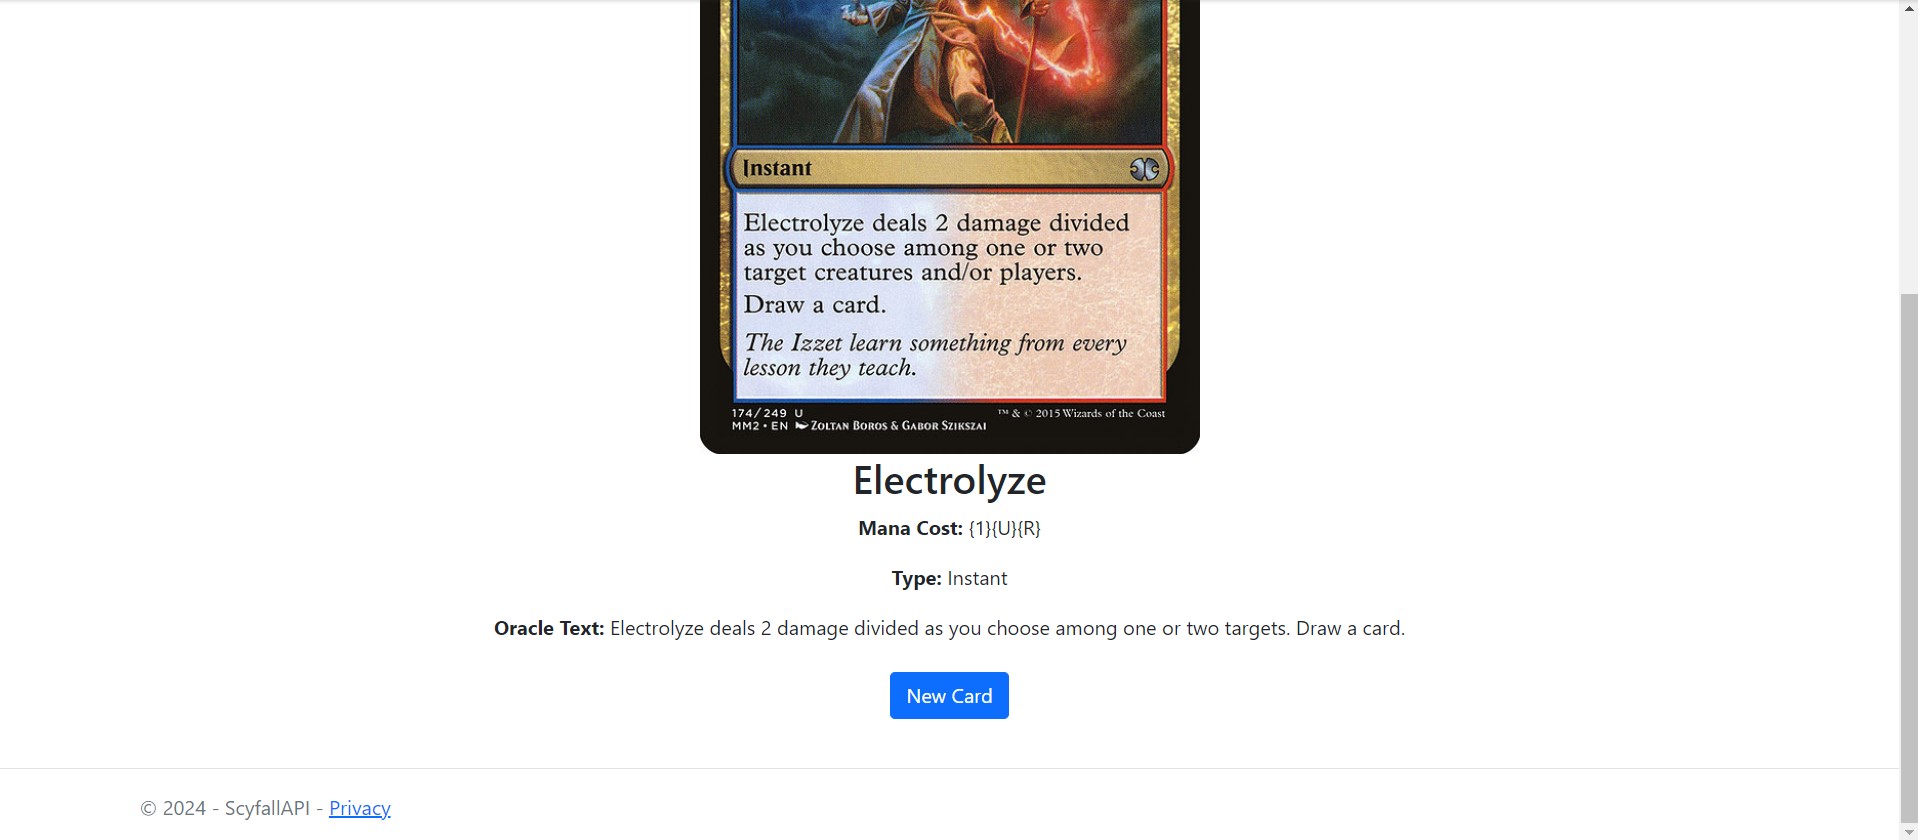 Instant
Electrolyze deals 2 damage divided
as you choose among one or two
target creatures and/or players.
Draw a card.
The Izzet learn something from every
lesson they teach.
174/249 U
™ & © 2015 Wizards of the Coast
MM2 • EN Zoltan Boros & Gabor Szikszai
Electrolyze
Mana Cost: {1}{U}{R}
Type: Instant
Oracle Text: Electrolyze deals 2 damage divided as you choose among one or two targets. Draw a card.
New Card
© 2024 - ScyfallAPI - Privacy